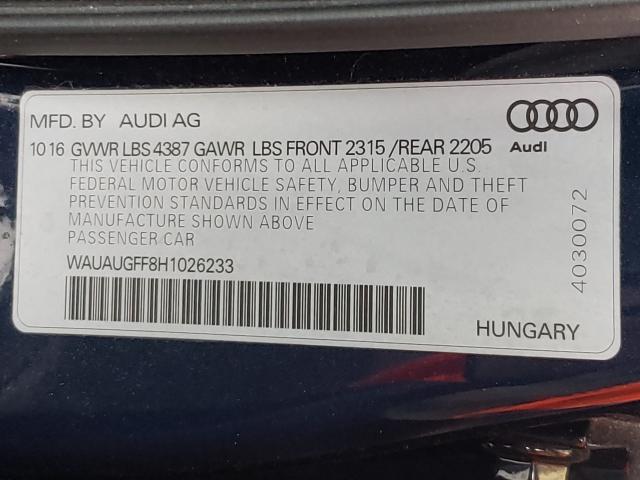 MFD. BY AUDI AG
10 16 GVWR LBS 4387 GAWR LBS FRONT 2315 /REAR 2205
Audi
THIS VEHICLE CONFORMS TO ALL APPLICABLE U.S.
FEDERAL MOTOR VEHICLE SAFETY, BUMPER AND THEFT
PREVENTION STANDARDS IN EFFECT ON THE DATE OF
MANUFACTURE SHOWN ABOVE
PASSENGER CAR
WAUAUGFF8H1026233
4030072
HUNGARY